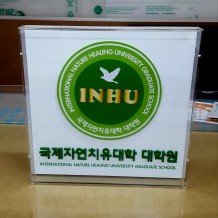 INTERNATIONAL NATURE HEALING UNIVERSITY GRADUATE SCHOOL
INHU
국제자연치유대학 대학원
국제자연치유대학 대학원
INTERNATIONAL NATURE HEALING UNIVERSITY GRADUATE SCHOOL